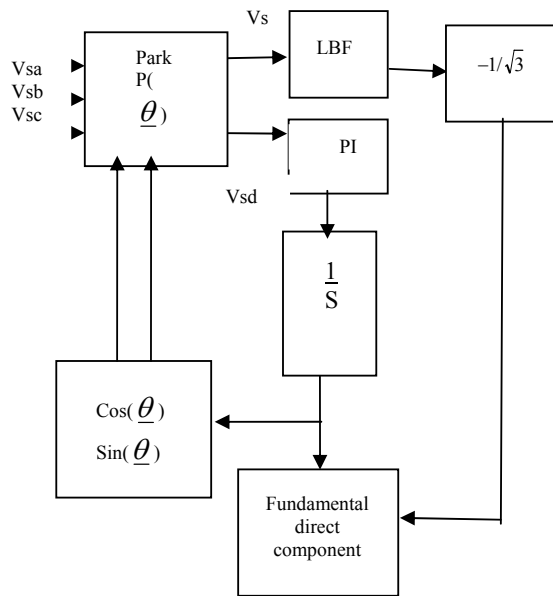 Vs
Vsa
Vsb
Vsc
Park
P(
θ)
LBF
–1/√3
PI
Vsd
1
S
Cos(θ)
Sin(θ)
Fundamental
direct
component